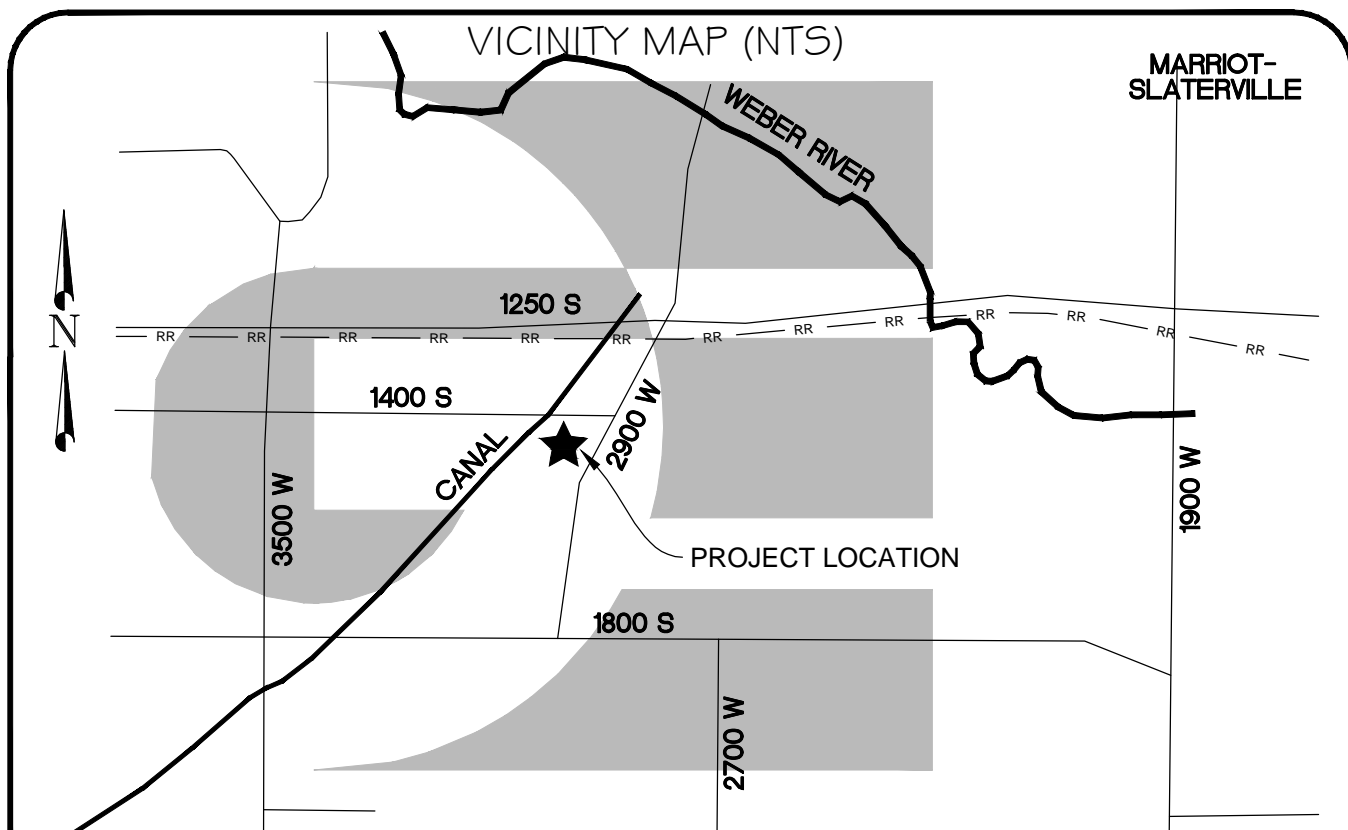 VICINITY MAP (NTS)
MARRIOT-
SLATERVILLE
WEBER RIVER
N
1250 S
RR RR RR RR RR RR RR RR RR RR RR RR RR
1400 S
2900 W
CANAL
3500 W
1900 W
PROJECT LOCATION
1800 S
2700 W